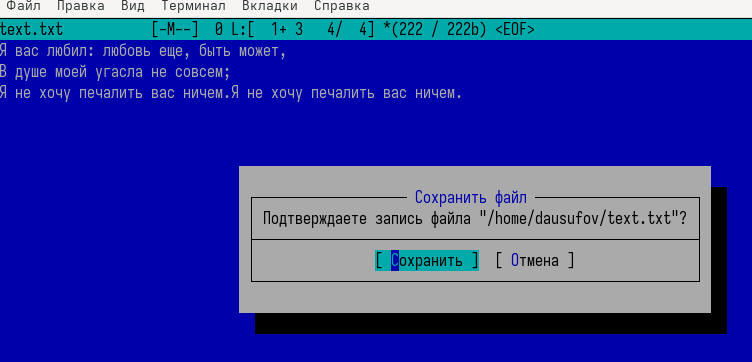 Файл Правка Вид Терминал Вкладки Справка
text.txt [-M--] 0 L:[ 1+ 3 4/ 4] *(222 / 222b) <EOF>
Я вас любил: любовь еще, быть может,
В душе моей угасла не совсем;
Я не хочу печалить вас ничем.Я не хочу печалить вас ничем.
Сохранить файл
Подтверждаете запись файла "/home/dausufov/text.txt"?
[ Сохранить ] [ Отмена ]